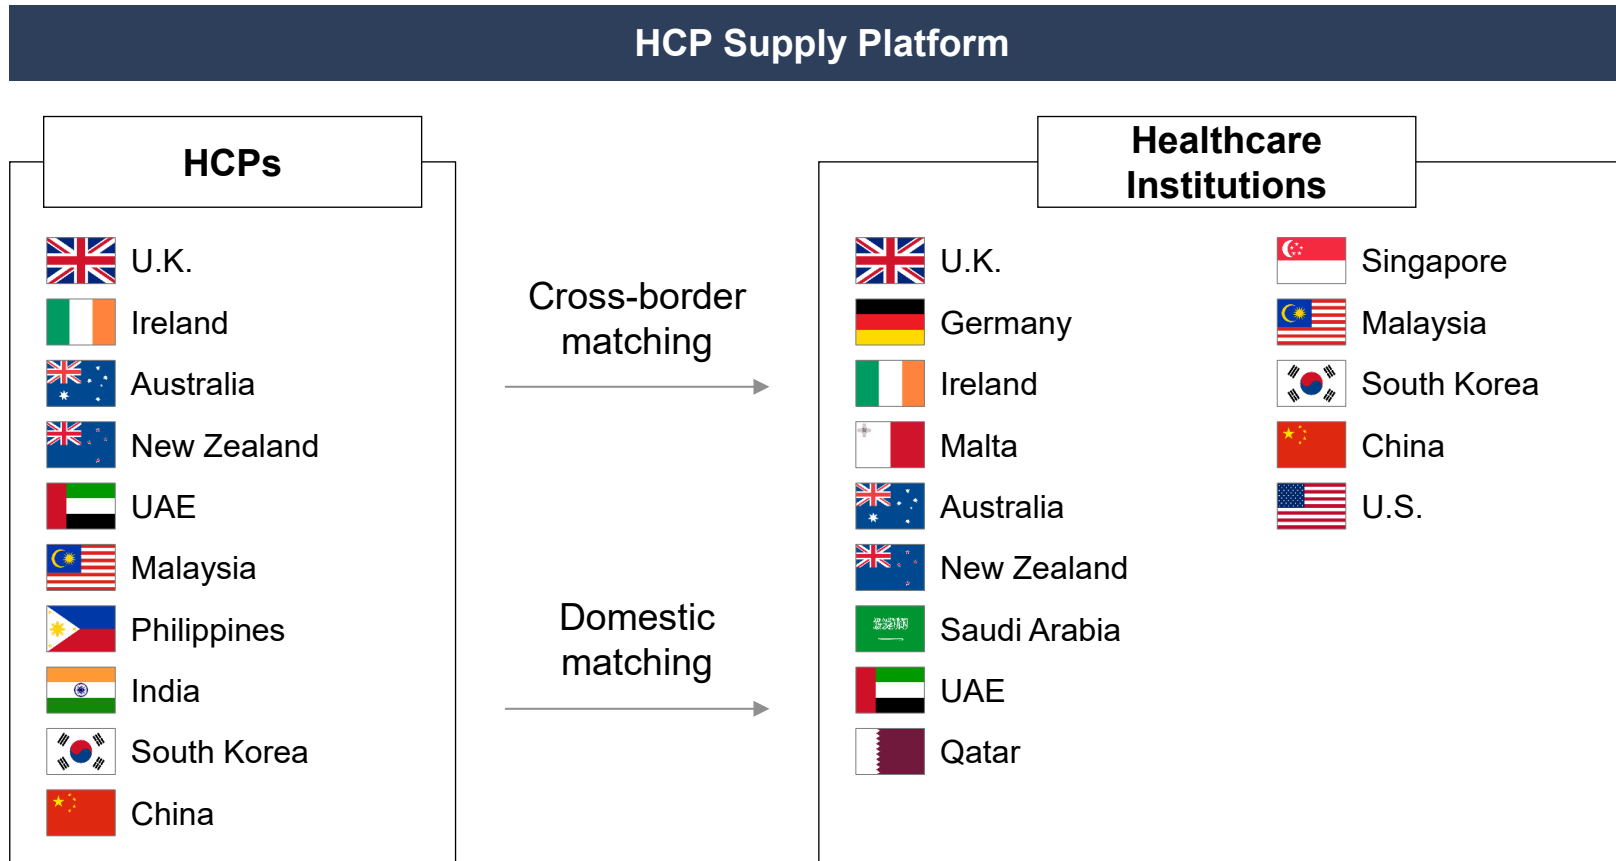 HCP Supply Platform
HCPs
U.K.
Ireland
Australia
New Zealand
UAE
Malaysia
Philippines
India
South Korea
China
Cross-border
matching
Domestic
matching
Healthcare
Institutions
U.K.
Germany
Ireland
Malta
Australia
New Zealand
Saudi Arabia
UAE
Qatar
Singapore
Malaysia
South Korea
China
U.S.